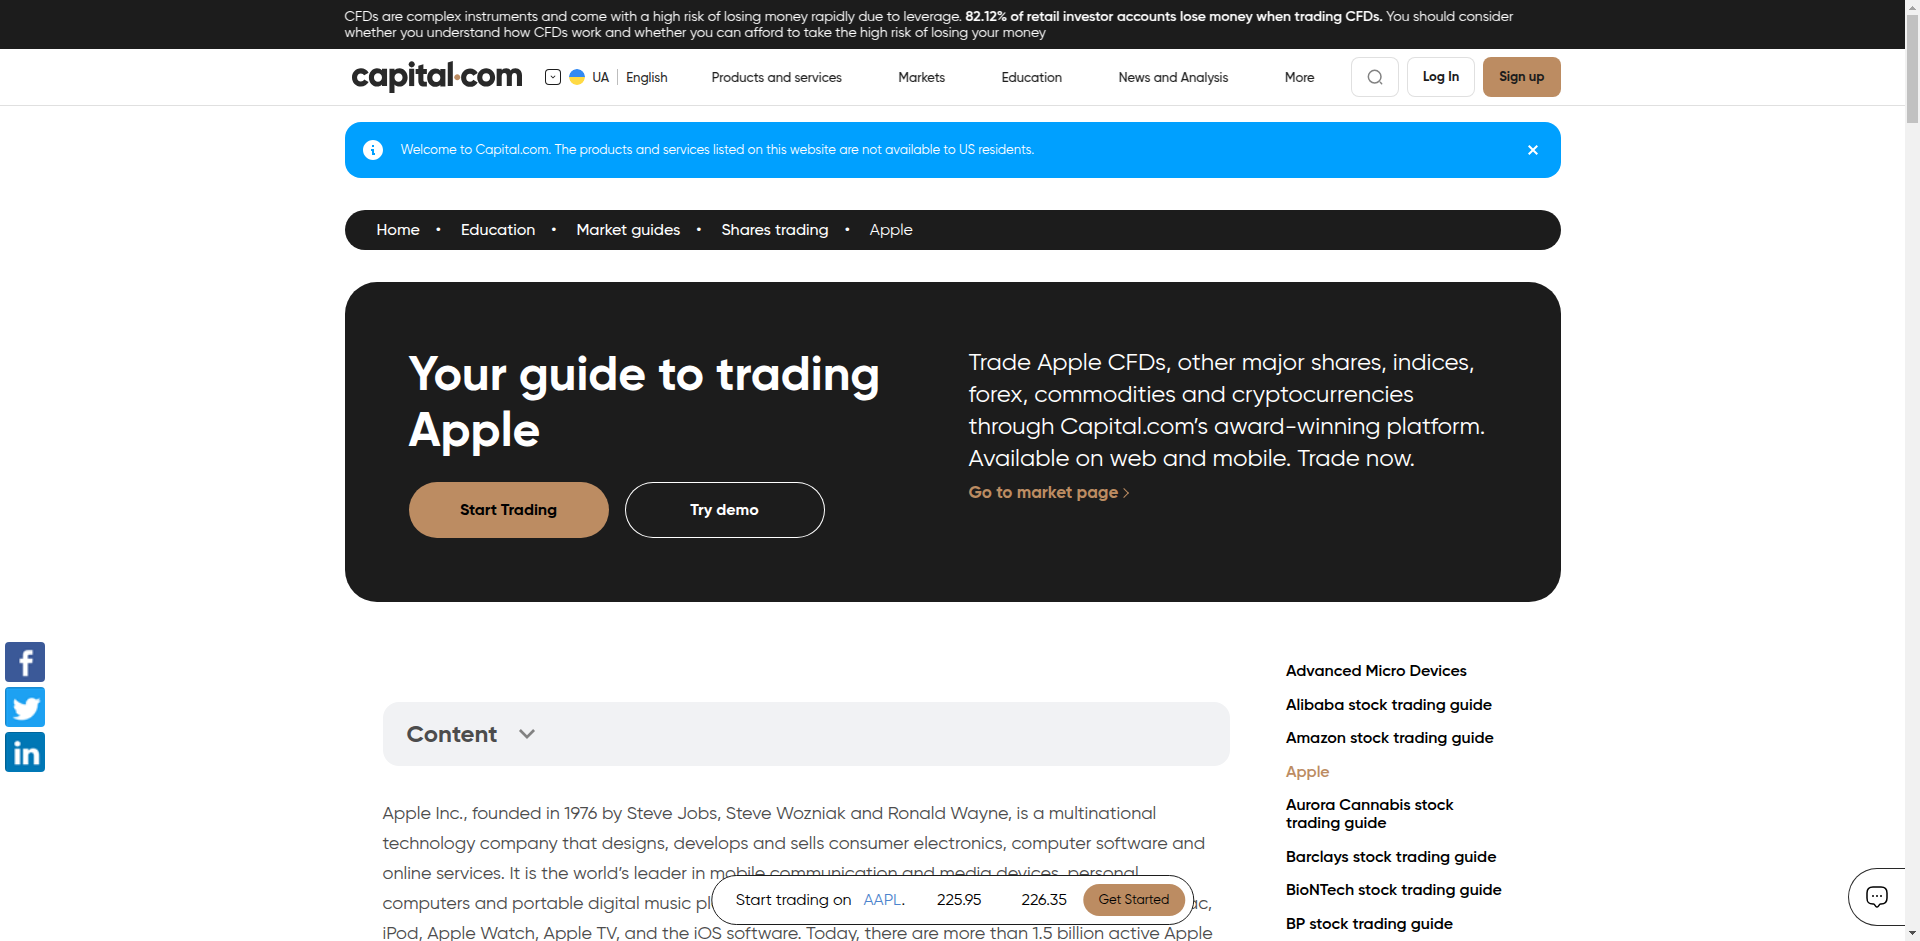 CFDs are complex instruments and come with a high risk of losing money rapidly due to leverage. 82.12% of retail investor accounts lose money when trading CFDs. You should consider
whether you understand how CFDs work and whether you can afford to take the high risk of losing your money
capital.com
UA English
Products and services
Markets
Education
News and Analysis
More
Log In
Sign up
Welcome to Capital.com. The products and services listed on this website are not available to US residents.
Home • Education • Market guides • Shares trading • Apple
Your guide to trading
Apple
Start Trading
Try demo
Trade Apple CFDs, other major shares, indices,
forex, commodities and cryptocurrencies
through Capital.com’s award-winning platform.
Available on web and mobile. Trade now.
Go to market page
Content
Apple Inc., founded in 1976 by Steve Jobs, Steve Wozniak and Ronald Wayne, is a multinational
technology company that designs, develops and sells consumer electronics, computer software and
online services. It is the world’s leader in mobile communication and media devices, personal
computers and portable digital music
iPod, Apple Watch, Apple TV, and the iOS software. Today, there are more than 1.5 billion active Apple
Start trading on AAPL. 225.95 226.35 Get Started
Advanced Micro Devices
Alibaba stock trading guide
Amazon stock trading guide
Apple
Aurora Cannabis stock
trading guide
Barclays stock trading guide
BioNTech stock trading guide
BP stock trading guide